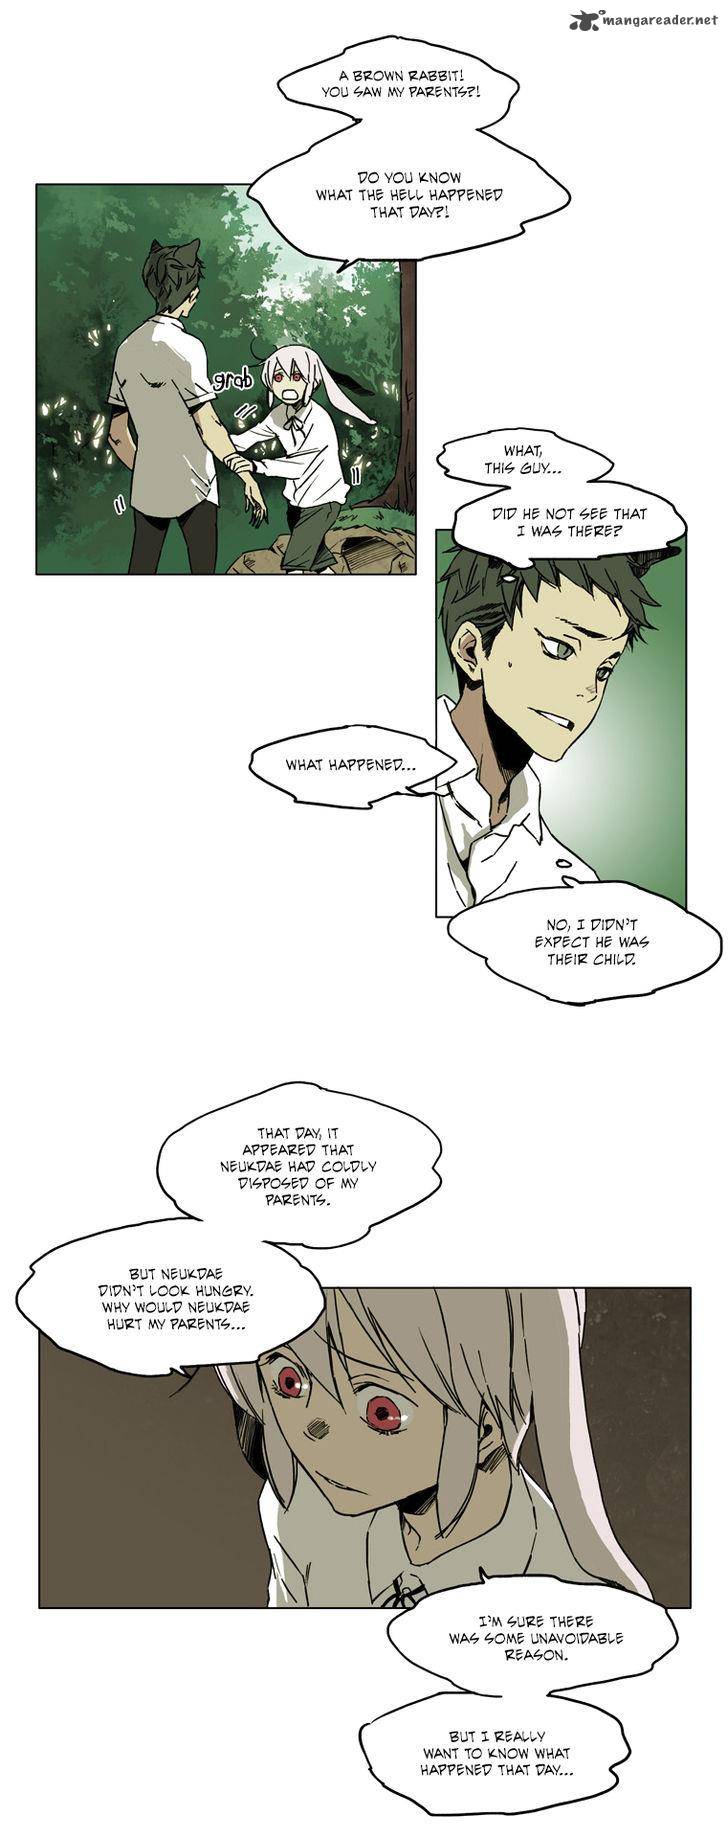 mangareader.net
A BROWN RABBIT!
YOU SAW MY PARENTS?!
DO YOU KNOW
WHAT THE HELL HAPPENED
THAT DAY?!
grab
WHAT,
THIS GUY...
DID HE NOT SEE THAT
I WAS THERE?
WHAT HAPPENED...
NO, I DIDN'T
EXPECT HE WAS
THEIR CHILD.
THAT DAY, IT
APPEARED THAT
NEUKDAE HAD COLDLY
DISPOSED OF MY
PARENTS.
BUT NEUKDAE
DIDN'T LOOK HUNGRY.
WHY WOULD NEUKDAE
HURT MY PARENTS...
I'M SURE THERE
WAS SOME UNAVOIDABLE
REASON.
BUT I REALLY
WANT TO KNOW WHAT
HAPPENED THAT DAY...